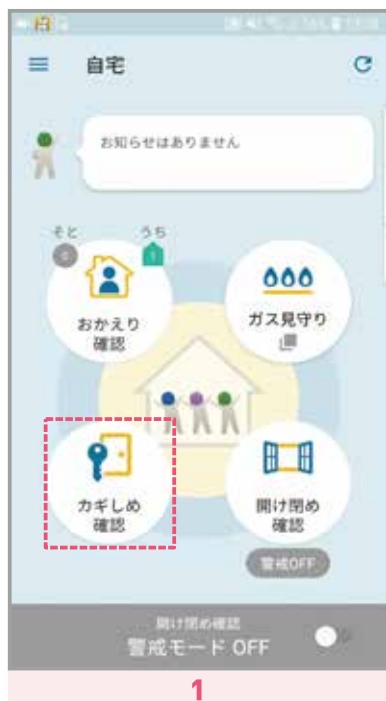 自宅
お知らせはありません
そと
うち
0
1
おかえり
確認
ガス見守り
カギしめ
確認
開け閉め
確認
警戒OFF
開け閉め確認
警戒モード OFF
1